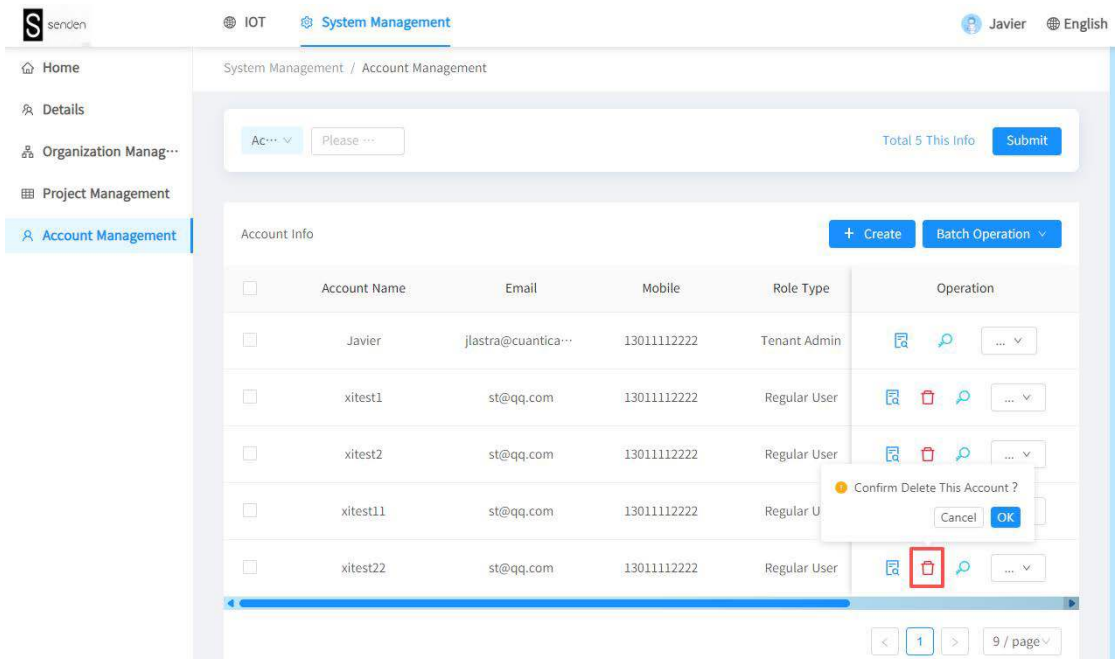 S senden
IOT
System Management
Javier
English
Home
Details
Organization Manag···
Project Management
Account Management
System Management / Account Management
Ac···
Please ···
Total 5 This Info
Submit
Account Info
+ Create
Batch Operation
Account Name Email Mobile Role Type Operation
Javier jlastra@cuantica··· 13011112222 Tenant Admin ...
xitest1 st@qq.com 13011112222 Regular User ...
xitest2 st@qq.com 13011112222 Regular User ...
Confirm Delete This Account ?
Cancel OK
xitest11 st@qq.com 13011112222 Regular U
xitest22 st@qq.com 13011112222 Regular User ...
< 1 > 9 / page